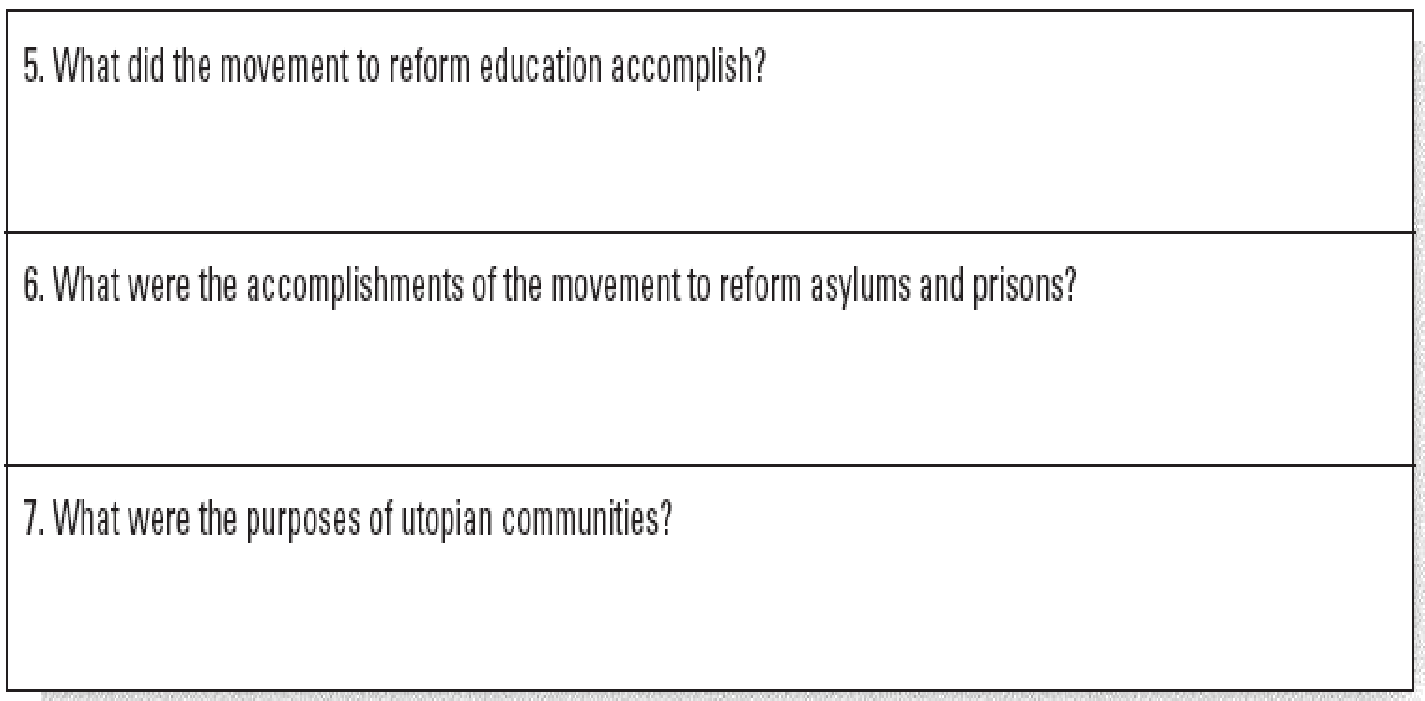 5. What did the movement to reform education accomplish?
6. What were the accomplishments of the movement to reform asylums and prisons?
7. What were the purposes of utopian communities?